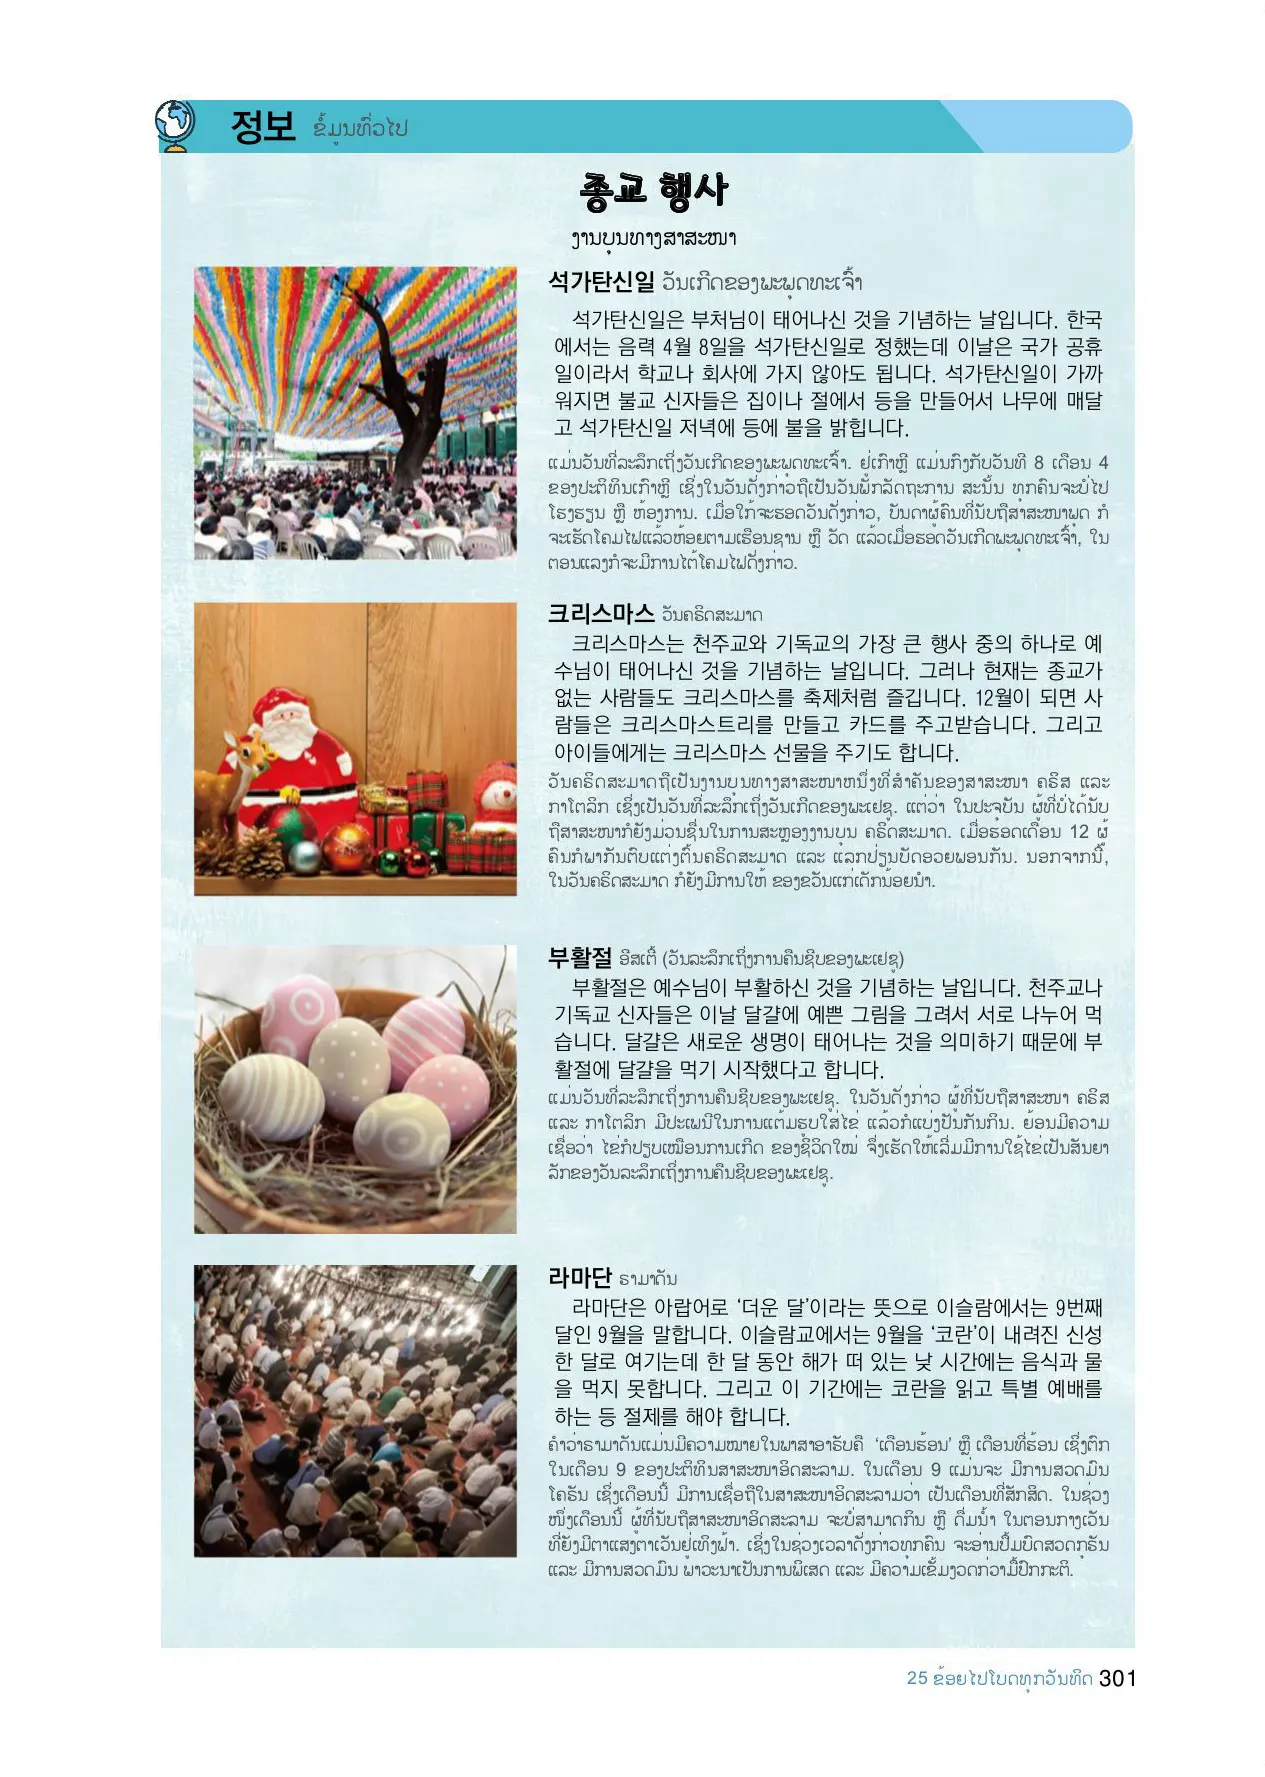 정보 ຂໍ້ມູນທົ່ວໄປ
종교 행사
ງານບຸນທາງສາສະໜາ
석가탄신일 ວັນເກີດຂອງພະພຸດທະເຈົ້າ
석가탄신일은 부처님이 태어나신 것을 기념하는 날입니다. 한국
에서는 음력 4월 8일을 석가탄신일로 정했는데 이날은 국가 공휴
일이라서 학교나 회사에 가지 않아도 됩니다. 석가탄신일이 가까
워지면 불교 신자들은 집이나 절에서 등을 만들어서 나무에 매달
고 석가탄신일 저녁에 등에 불을 밝힙니다.
ແມ່ນວັນທີ່ລະລຶກເຖິງວັນເກີດຂອງພະພຸດທະເຈົ້າ. ຢູ່ເກົາຫຼີ ແມ່ນກົງກັບວັນທີ 8 ເດືອນ 4
ຂອງປະຕິທິນເກົາຫຼີ ເຊິ່ງໃນວັນດັ່ງກ່າວຖືເປັນວັນພັກລັດຖະການ ສະນັ້ນ ທຸກຄົນຈະບໍ່ໄປ
ໂຮງຮຽນ ຫຼື ຫ້ອງການ. ເມື່ອໃກ້ຈະຮອດວັນດັ່ງກ່າວ, ບັນດາຜູ້ຄົນທີ່ນັບຖືສາສະໜາພຸດ ກໍ
ຈະເຮັດໂຄມໄຟແລ້ວຫ້ອຍຕາມເຮືອນຊານ ຫຼື ວັດ ແລ້ວເມື່ອຮອດວັນເກີດພະພຸດທະເຈົ້າ, ໃນ
ຕອນແລງກໍຈະມີການໄຕ້ໂຄມໄຟດັ່ງກ່າວ.
크리스마스 ວັນຄຣິດສະມາດ
크리스마스는 천주교와 기독교의 가장 큰 행사 중의 하나로 예
수님이 태어나신 것을 기념하는 날입니다. 그러나 현재는 종교가
없는 사람들도 크리스마스를 축제처럼 즐깁니다. 12월이 되면 사
람들은 크리스마스트리를 만들고 카드를 주고받습니다. 그리고
아이들에게는 크리스마스 선물을 주기도 합니다.
ວັນຄຣິດສະມາດຖືເປັນງານບຸນທາງສາສະໜາຫນຶ່ງທີ່ສຳຄັນຂອງສາສະໜາ ຄຣິສ ແລະ
ກາໂຕລິກ ເຊິ່ງເປັນວັນທີ່ລະລຶກເຖິງວັນເກີດຂອງພະເຢຊູ. ແຕ່ວ່າ ໃນປະຈຸບັນ ຜູ້ທີ່ບໍ່ໄດ້ນັບ
ຖືສາສະໜາກໍຍັງມ່ວນຊື່ນໃນການສະຫຼອງງານບຸນ ຄຣິດສະມາດ. ເມື່ອຮອດເດືອນ 12 ຜູ້
ຄົນກໍພາກັນຕົບແຕ່ງຕົ້ນຄຣິດສະມາດ ແລະ ແລກປ່ຽນບັດອວຍພອນກັນ. ນອກຈາກນີ້,
ໃນວັນຄຣິດສະມາດ ກໍຍັງມີການໃຫ້ ຂອງຂວັນແກ່ເດັກນ້ອຍນຳ.
부활절 ອີສເຕີ້ (ວັນລະລຶກເຖິງການຄືນຊີບຂອງພະເຢຊູ)
부활절은 예수님이 부활하신 것을 기념하는 날입니다. 천주교나
기독교 신자들은 이날 달걀에 예쁜 그림을 그려서 서로 나누어 먹
습니다. 달걀은 새로운 생명이 태어나는 것을 의미하기 때문에 부
활절에 달걀을 먹기 시작했다고 합니다.
ແມ່ນວັນທີ່ລະລຶກເຖິງການຄືນຊີບຂອງພະເຢຊູ. ໃນວັນດັ່ງກ່າວ ຜູ້ທີ່ນັບຖືສາສະໜາ ຄຣິສ
ແລະ ກາໂຕລິກ ມີປະເພນີໃນການແຕ້ມຮູບໃສ່ໄຂ່ ແລ້ວກໍແບ່ງປັນກັນກິນ. ຍ້ອນມີຄວາມ
ເຊື່ອວ່າ ໄຂ່ກໍປຽບເໝືອນການເກີດ ຂອງຊິວິດໃໝ່ ຈຶ່ງເຮັດໃຫ້ເລີ່ມມີການໃຊ້ໄຂ່ເປັນສັນຍາ
ລັກຂອງວັນລະລຶກເຖິງການຄືນຊີບຂອງພະເຢຊູ.
라마단 ຣາມາດັນ
라마단은 아랍어로 ‘더운 달’이라는 뜻으로 이슬람에서는 9번째
달인 9월을 말합니다. 이슬람교에서는 9월을 ‘코란’이 내려진 신성
한 달로 여기는데 한 달 동안 해가 떠 있는 낮 시간에는 음식과 물
을 먹지 못합니다. 그리고 이 기간에는 코란을 읽고 특별 예배를
하는 등 절제를 해야 합니다.
ຄຳວ່າຣາມາດັນແມ່ນມີຄວາມໝາຍໃນພາສາອາຣັບຄື ‘ເດືອນຮ້ອນ’ ຫຼື ເດືອນທີ່ຮ້ອນ ເຊິ່ງຕົກ
ໃນເດືອນ 9 ຂອງປະຕິທິນສາສະໜາອິດສະລາມ. ໃນເດືອນ 9 ແມ່ນຈະ ມີການສວດມົນ
ໂຄຣັນ ເຊິ່ງເດືອນນີ້ ມີການເຊື່ອຖືໃນສາສະໜາອິດສະລາມວ່າ ເປັນເດືອນທີ່ສັກສິດ. ໃນຊ່ວງ
ໜຶ່ງເດືອນນີ້ ຜູ້ທີ່ນັບຖືສາສະໜາອິດສະລາມ ຈະບໍ່ສາມາດກິນ ຫຼື ດື່ມນ້ຳ ໃນຕອນກາງເວັນ
ທີ່ຍັງມີຕາແສງຕາເວັນຢູ່ເທິງຟ້າ. ເຊິ່ງໃນຊ່ວງເວລາດັ່ງກ່າວທຸກຄົນ ຈະອ່ານປຶ້ມບົດສວດກຸຣັນ
ແລະ ມີການສວດມົນ ພາວະນາເປັນການພິເສດ ແລະ ມີຄວາມເຂັ້ມງວດກ່ວາມື້ປົກກະຕິ.
25 ຂ້ອຍໄປໂບດທຸກວັນທິດ 301